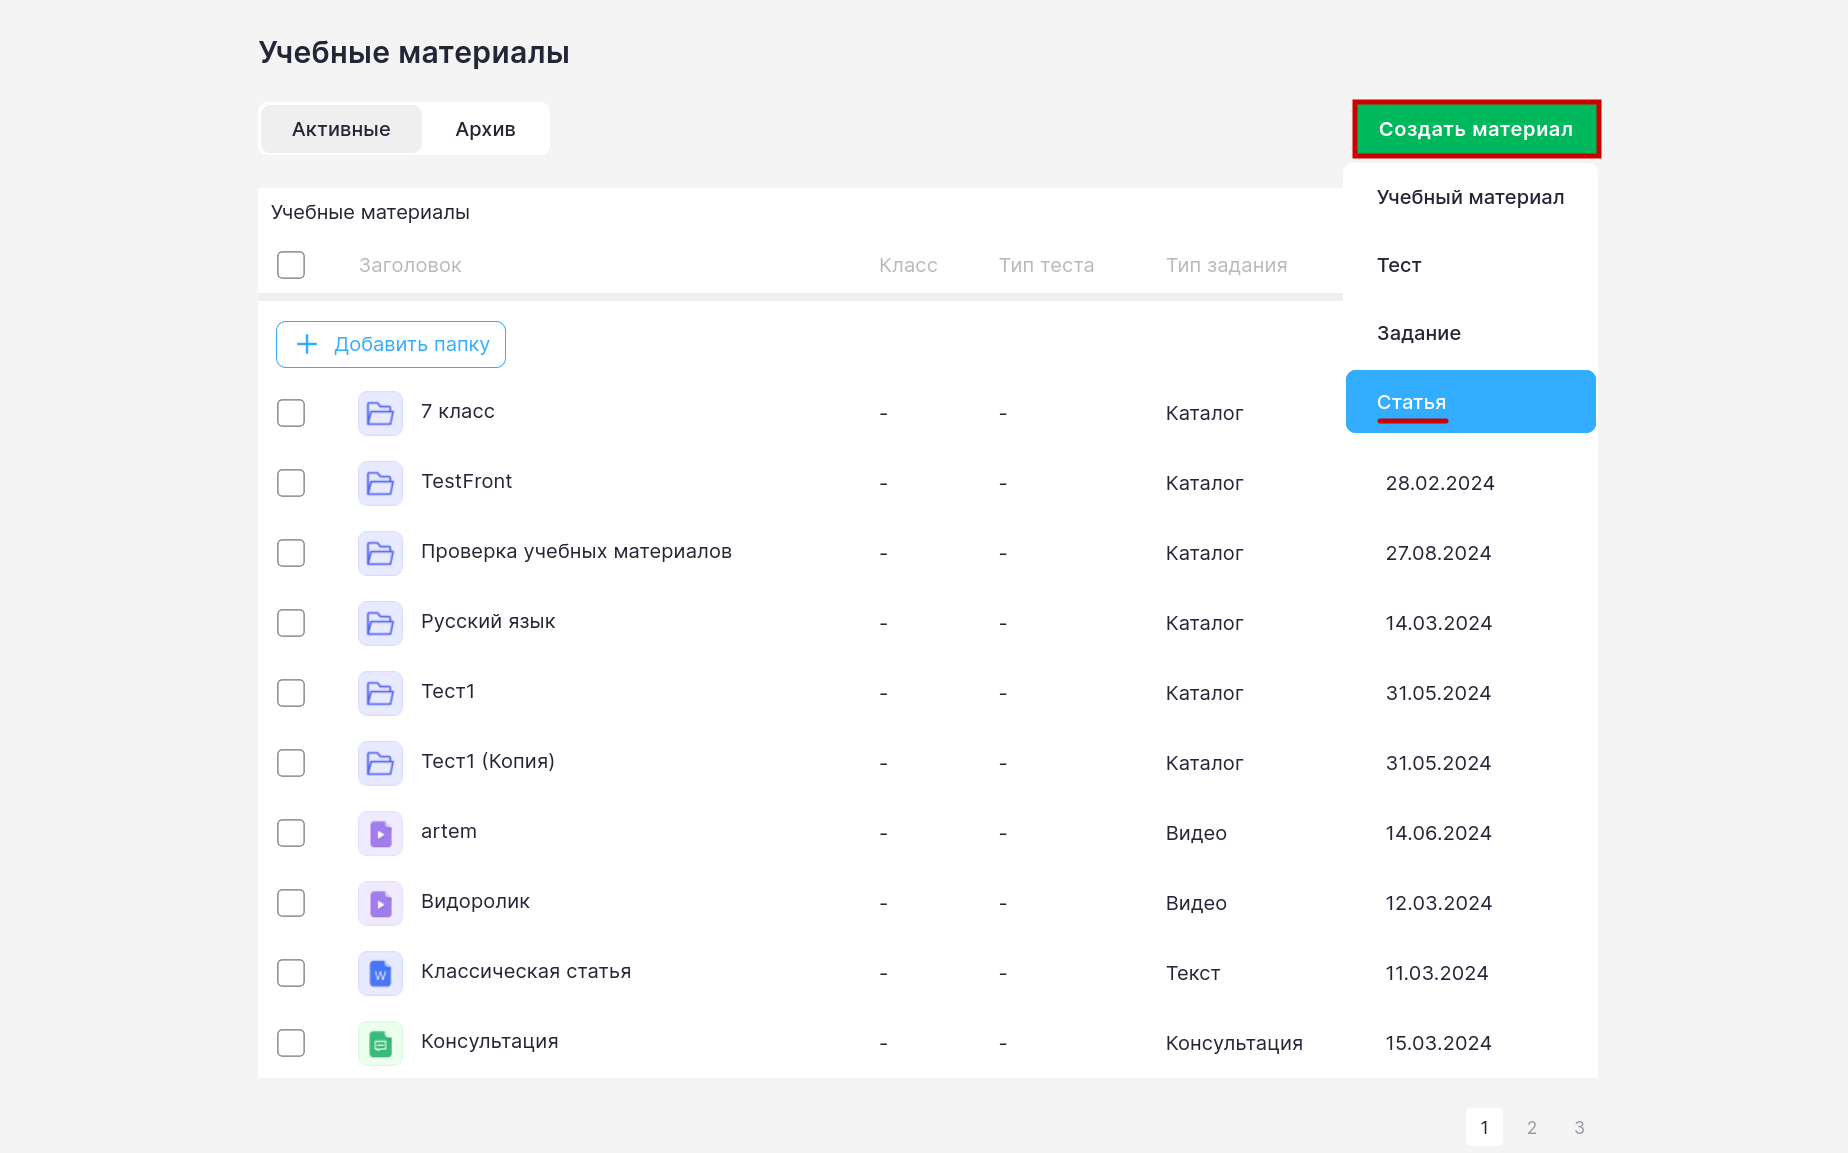 Учебные материалы
Активные Архив Создать материал
Учебный материал
Тест
Задание
Статья
Учебные материалы
Заголовок Класс Тип теста Тип задания
Добавить папку
7 класс - - Каталог
TestFront - - Каталог 28.02.2024
Проверка учебных материалов - - Каталог 27.08.2024
Русский язык - - Каталог 14.03.2024
Тест1 - - Каталог 31.05.2024
Тест1 (Копия) - - Каталог 31.05.2024
artem - - Видео 14.06.2024
Видоролик - - Видео 12.03.2024
W Классическая статья - - Текст 11.03.2024
Консультация - - Консультация 15.03.2024
1 2 3